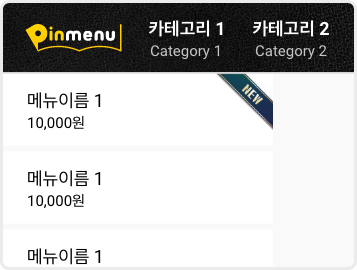 Pinmenu
카테고리 1
Category 1
카테고리 2
Category 2
NEW
메뉴이름 1
10,000원
메뉴이름 1
10,000원
메뉴이름 1